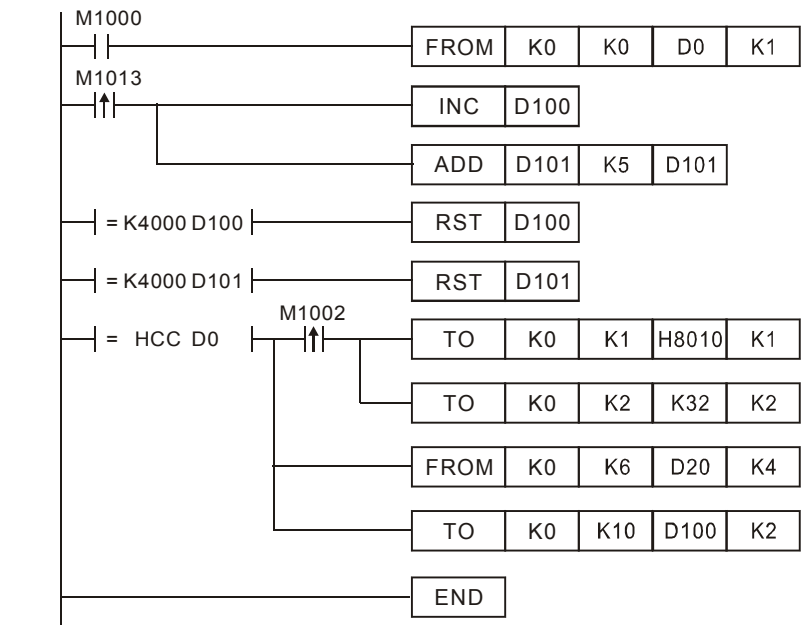 M1000
FROM K0 K0 D0 K1
M1013
INC D100
ADD D101 K5 D101
= K4000 D100 RST D100
= K4000 D101 RST D101
M1002
= HCC D0 TO K0 K1 H8010 K1
TO K0 K2 K32 K2
FROM K0 K6 D20 K4
TO K0 K10 D100 K2
END